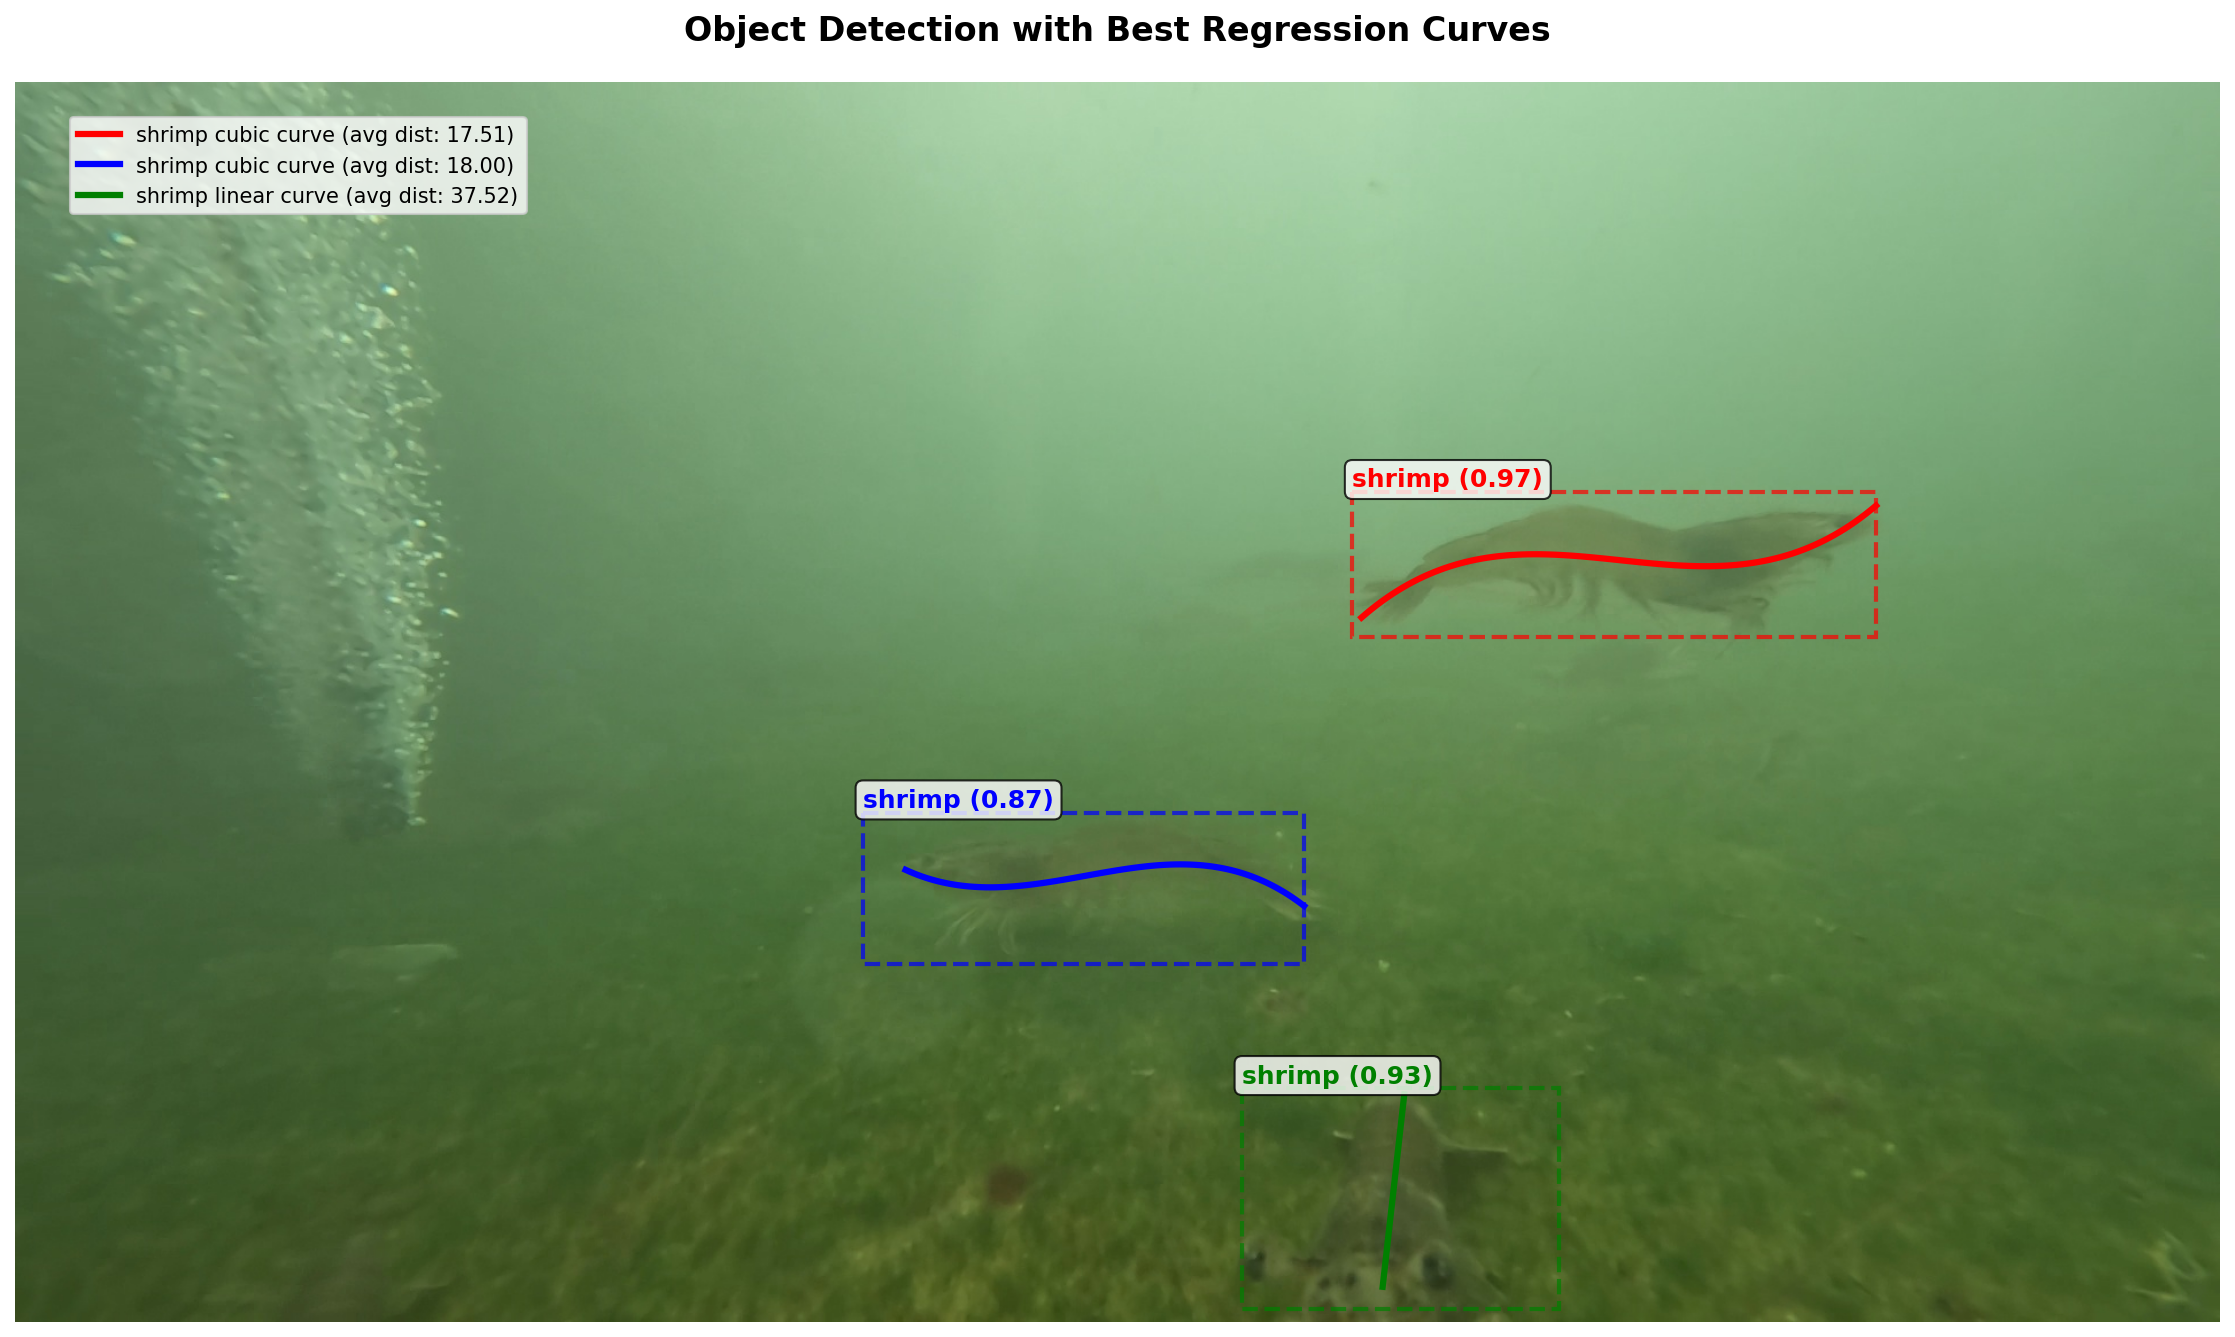 Object Detection with Best Regression Curves
shrimp cubic curve (avg dist: 17.51)
shrimp cubic curve (avg dist: 18.00)
shrimp linear curve (avg dist: 37.52)
shrimp (0.97)
shrimp (0.87)
shrimp (0.93)